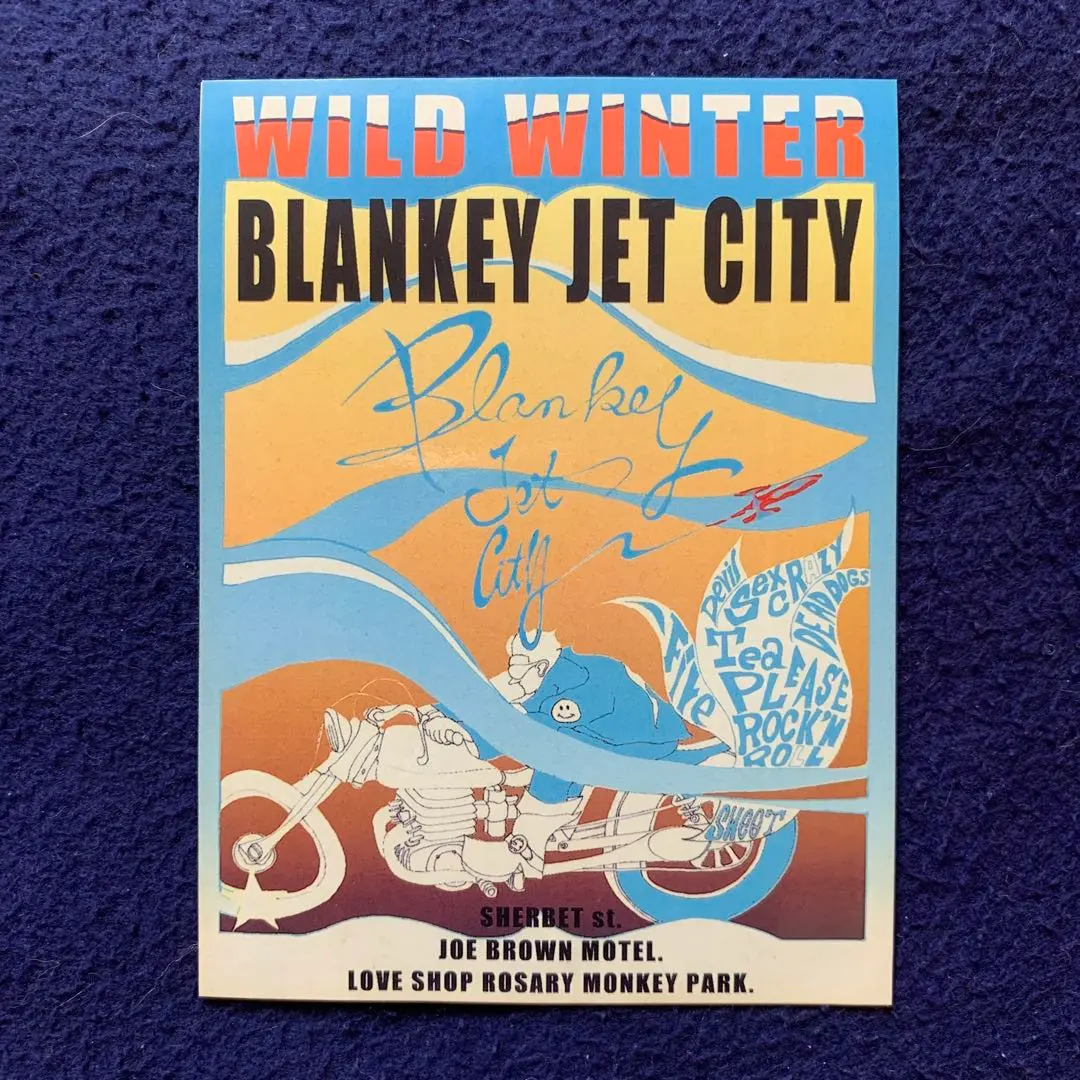 WILD WINTER
BLANKEY JET CITY
Blankey
Jet
City
DEVIL
SEX CRAZY
DEAD DOGS
FIVE
Tea
PLEASE
ROCK'N
ROLL
SHOOT
SHERBET st.
JOE BROWN MOTEL.
LOVE SHOP ROSARY MONKEY PARK.